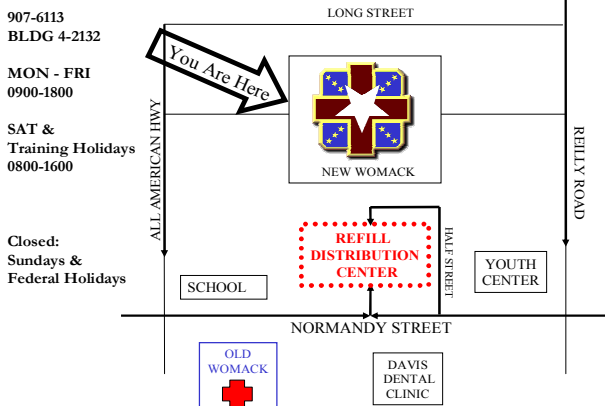 907-6113
BLDG 4-2132
MON - FRI
0900-1800
SAT &
Training Holidays
0800-1600
Closed:
Sundays &
Federal Holidays
LONG STREET
You Are Here
ALL AMERICAN HWY
NEW WOMACK
REILLY ROAD
REFILL
DISTRIBUTION
CENTER
HALF STREET
YOUTH
CENTER
SCHOOL
NORMANDY STREET
OLD
WOMACK
DAVIS
DENTAL
CLINIC